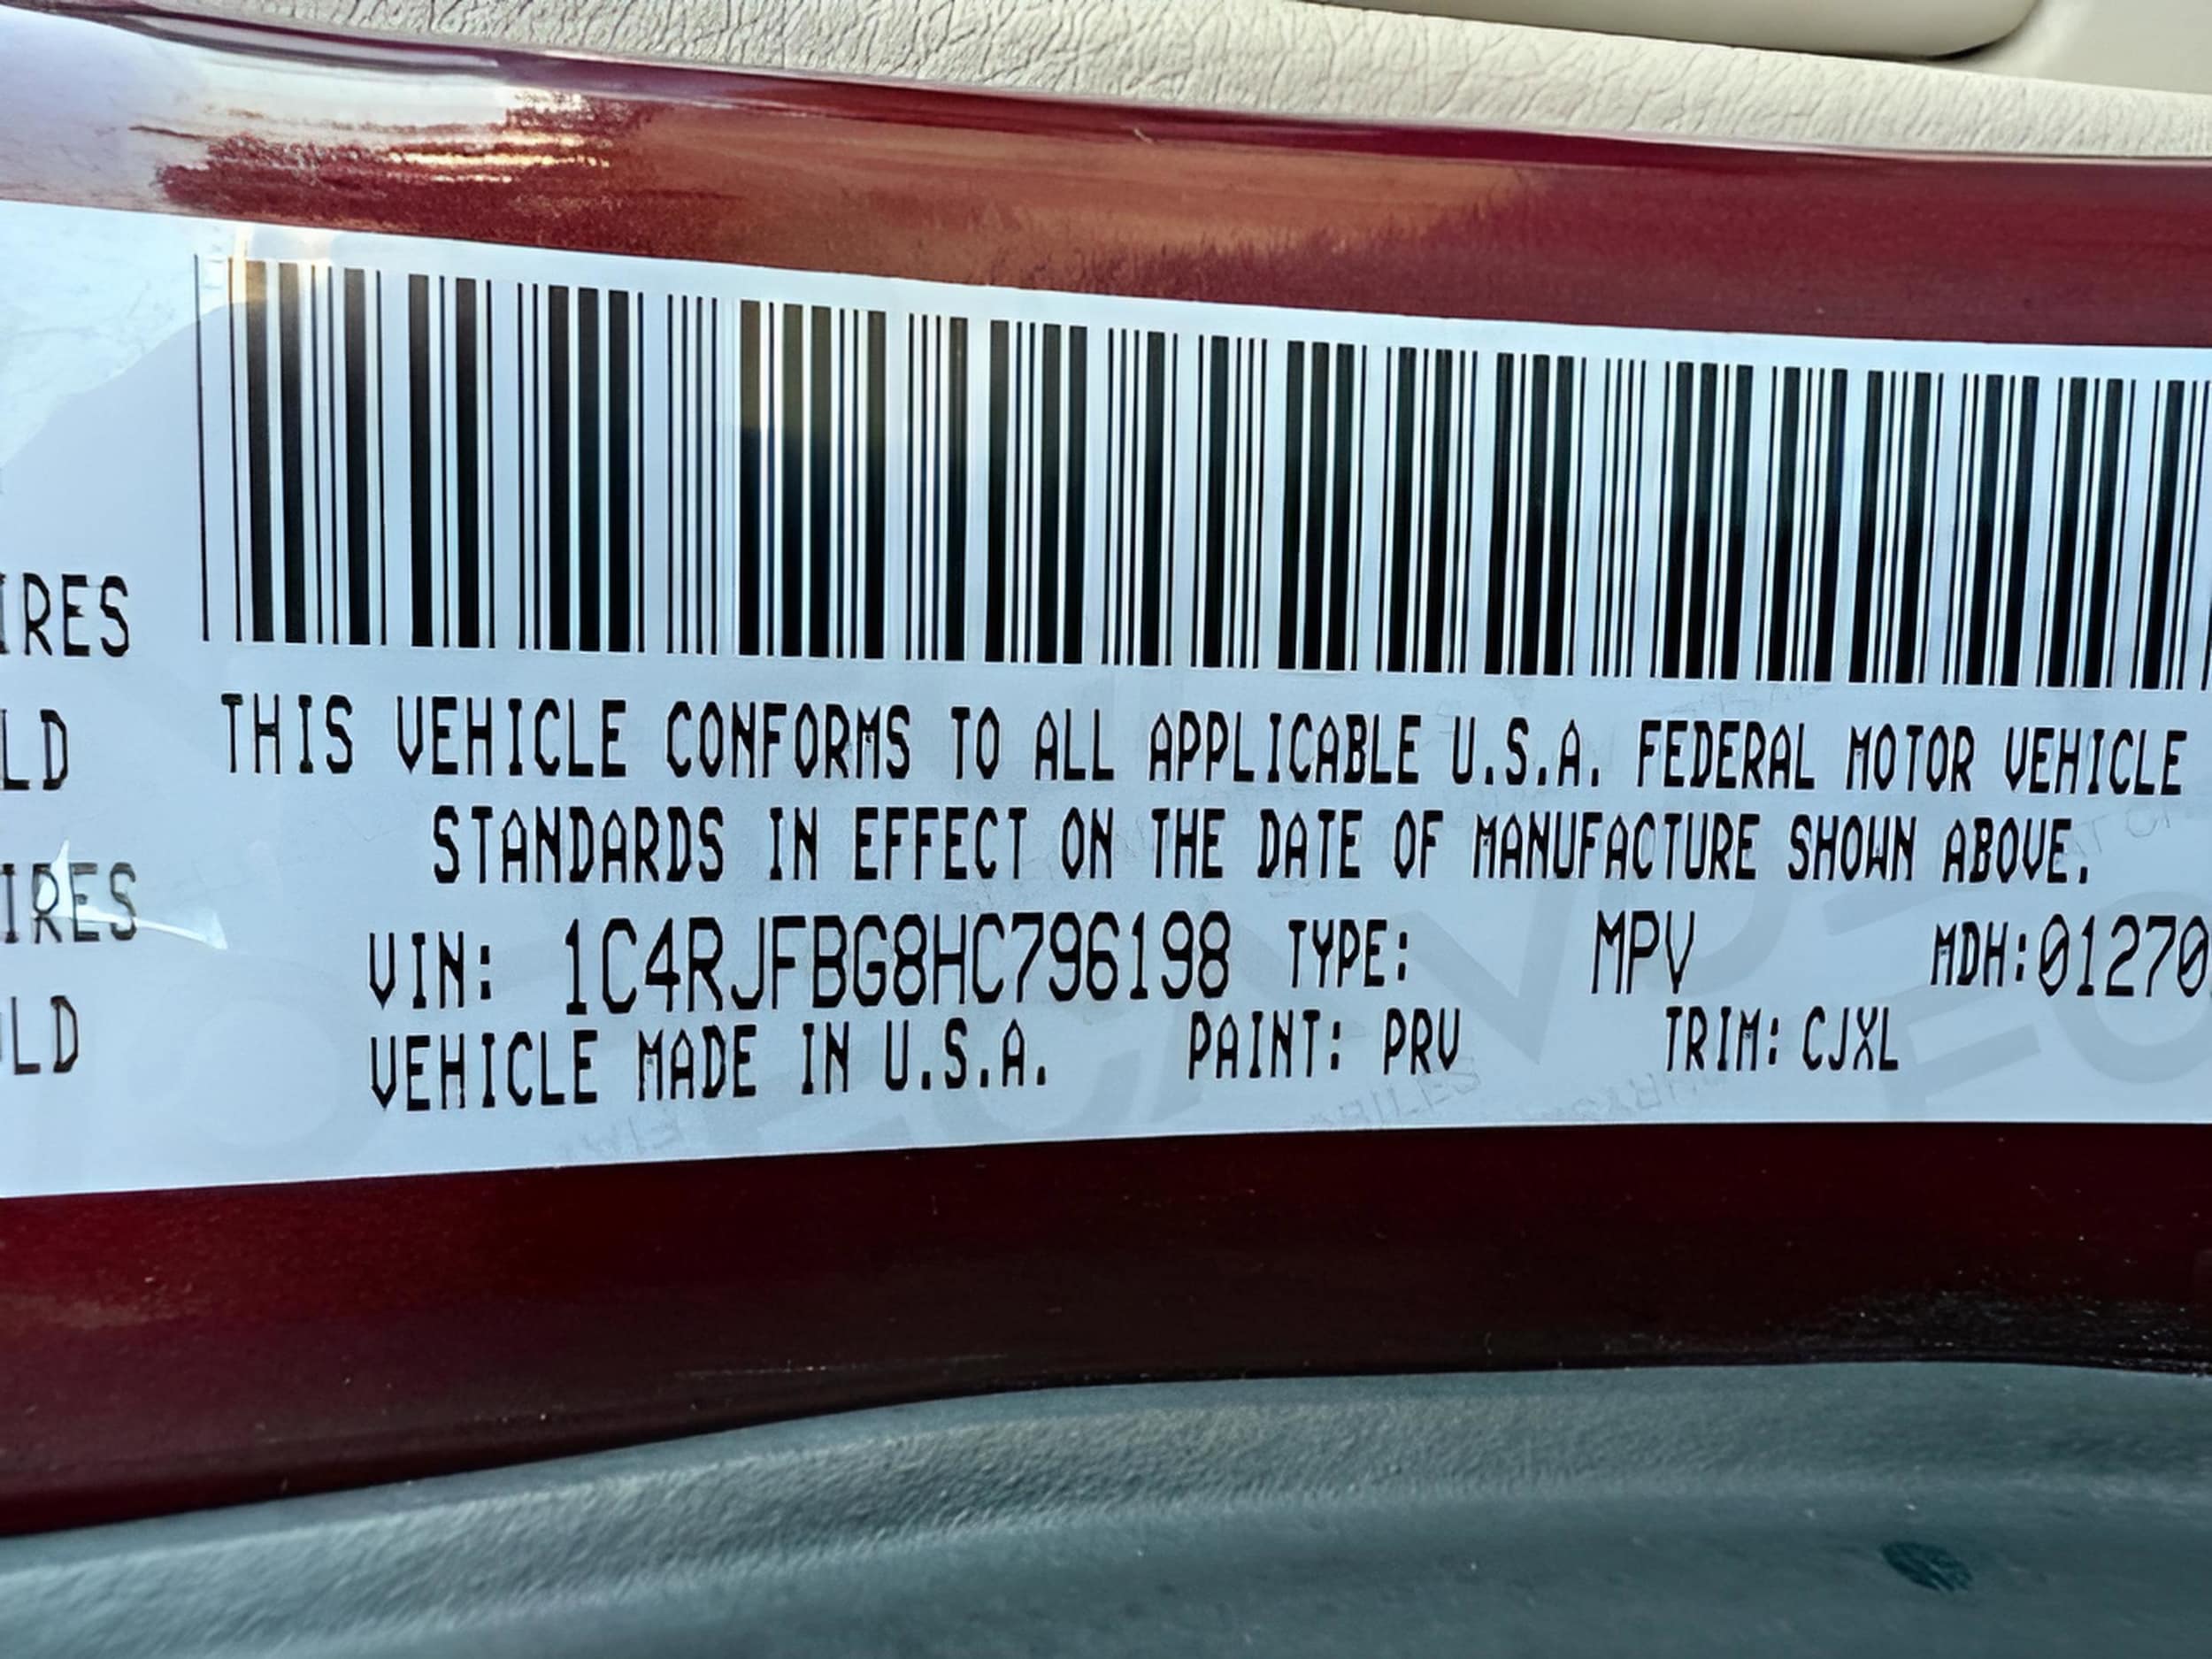 IRES
LD
IRES
LD
THIS VEHICLE CONFORMS TO ALL APPLICABLE U.S.A. FEDERAL MOTOR VEHICLE
STANDARDS IN EFFECT ON THE DATE OF MANUFACTURE SHOWN ABOVE.
VIN: 1C4RJFBG8HC796198 TYPE: MPV MDH:01270
VEHICLE MADE IN U.S.A. PAINT: PRV TRIM: CJXL